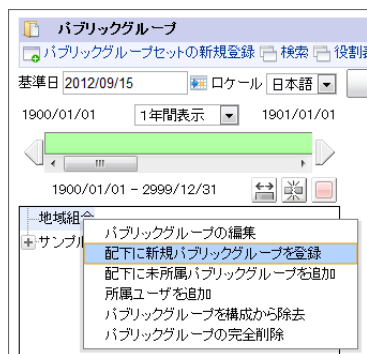 パブリックグループ
パブリックグループセットの新規登録 検索 役割
基準日 2012/09/15 ロケール 日本語
1900/01/01 1年間表示 1901/01/01
1900/01/01 - 2999/12/31
地域組合
サンプル
パブリックグループの編集
配下に新規パブリックグループを登録
配下に未所属パブリックグループを追加
所属ユーザを追加
パブリックグループを構成から除去
パブリックグループの完全削除